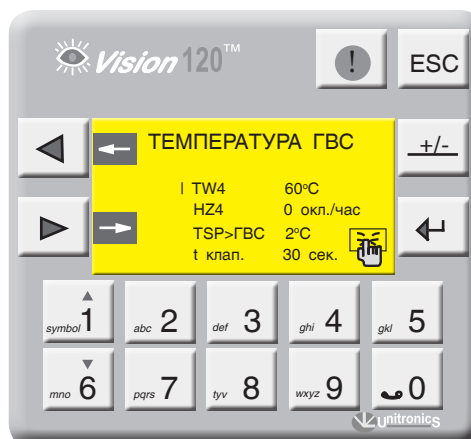 Vision 120™
! ESC
ТЕМПЕРАТУРА ГВС
+/-
| TW4 60°C
HZ4 0 окл./час
TSP>ГВС 2°C
t клап. 30 сек.
symbol 1 abc 2 def 3 ghi 4 gkl 5
mno 6 pqrs 7 tyv 8 wxyz 9 0
unitronics